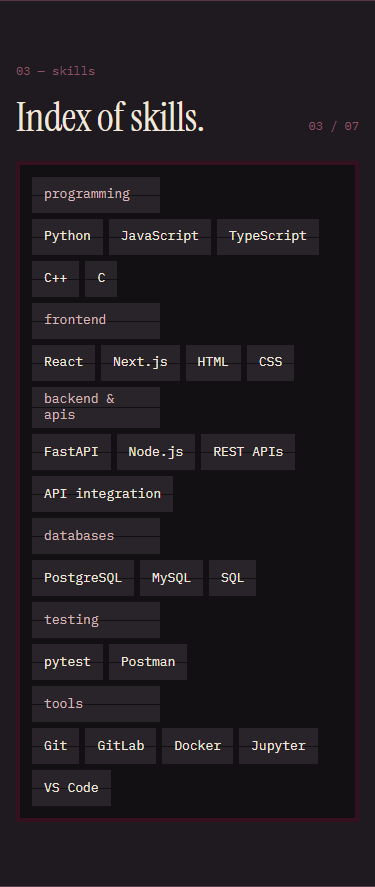 03 — skills
Index of skills.
03 / 07
programming
Python JavaScript TypeScript
C++ C
frontend
React Next.js HTML CSS
backend &
apis
FastAPI Node.js REST APIs
API integration
databases
PostgreSQL MySQL SQL
testing
pytest Postman
tools
Git GitLab Docker Jupyter
VS Code